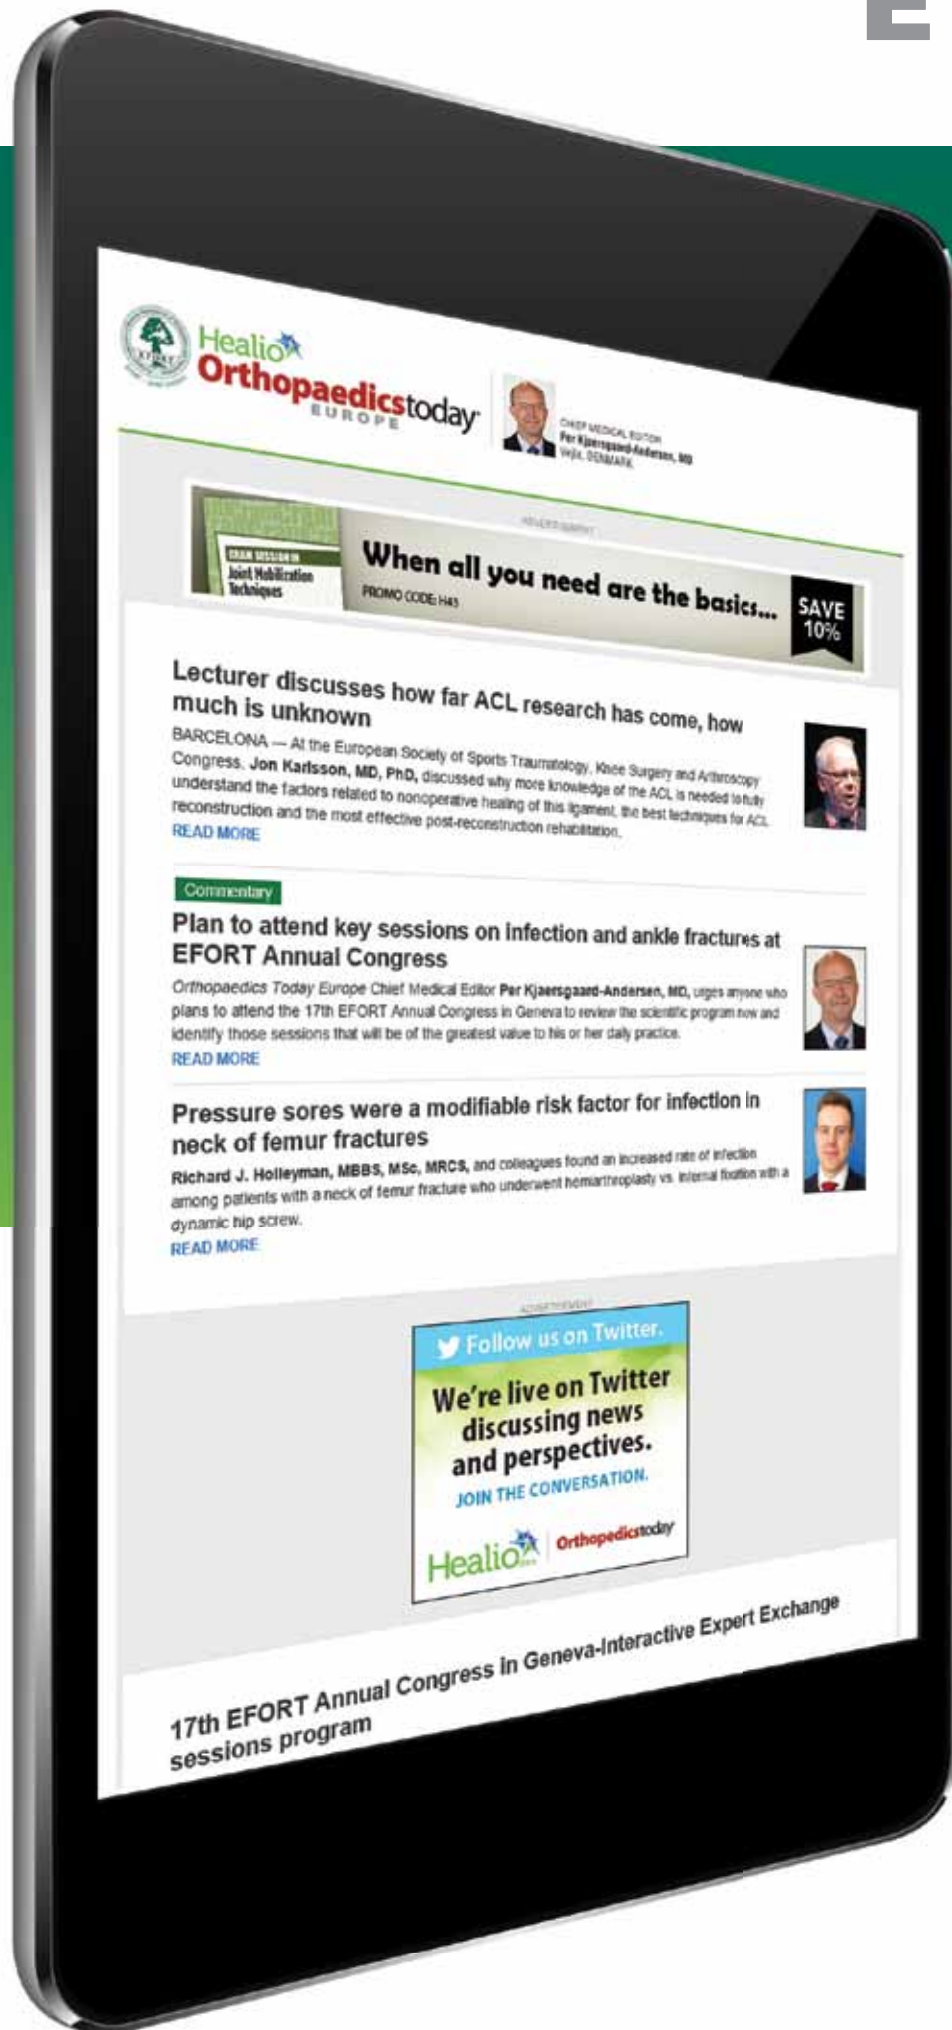 E
EFORT
Healio
Orthopaedicstoday
EUROPE
CHIEF MEDICAL EDITOR
Per Kjaersgaard-Andersen, MD
Vejle, DENMARK
ADVERTISEMENT
EXAM SESSION IN
Joint Mobilization
Techniques
When all you need are the basics...
PROMO CODE: H43
SAVE
10%
Lecturer discusses how far ACL research has come, how
much is unknown
BARCELONA — At the European Society of Sports Traumatology, Knee Surgery and Arthroscopy
Congress, Jon Karlsson, MD, PhD, discussed why more knowledge of the ACL is needed to fully
understand the factors related to nonoperative healing of this ligament, the best techniques for ACL
reconstruction and the most effective post-reconstruction rehabilitation.
READ MORE
Commentary
Plan to attend key sessions on infection and ankle fractures at
EFORT Annual Congress
Orthopaedics Today Europe Chief Medical Editor Per Kjaersgaard-Andersen, MD, urges anyone who
plans to attend the 17th EFORT Annual Congress in Geneva to review the scientific program now and
identify those sessions that will be of the greatest value to his or her daily practice.
READ MORE
Pressure sores were a modifiable risk factor for infection in
neck of femur fractures
Richard J. Holleyman, MBBS, MSc, MRCS, and colleagues found an increased rate of infection
among patients with a neck of femur fracture who underwent hemiarthroplasty vs. internal fixation with a
dynamic hip screw.
READ MORE
ADVERTISEMENT
Follow us on Twitter.
We're live on Twitter
discussing news
and perspectives.
JOIN THE CONVERSATION.
Healio
Orthopedicstoday
17th EFORT Annual Congress in Geneva-Interactive Expert Exchange
sessions program